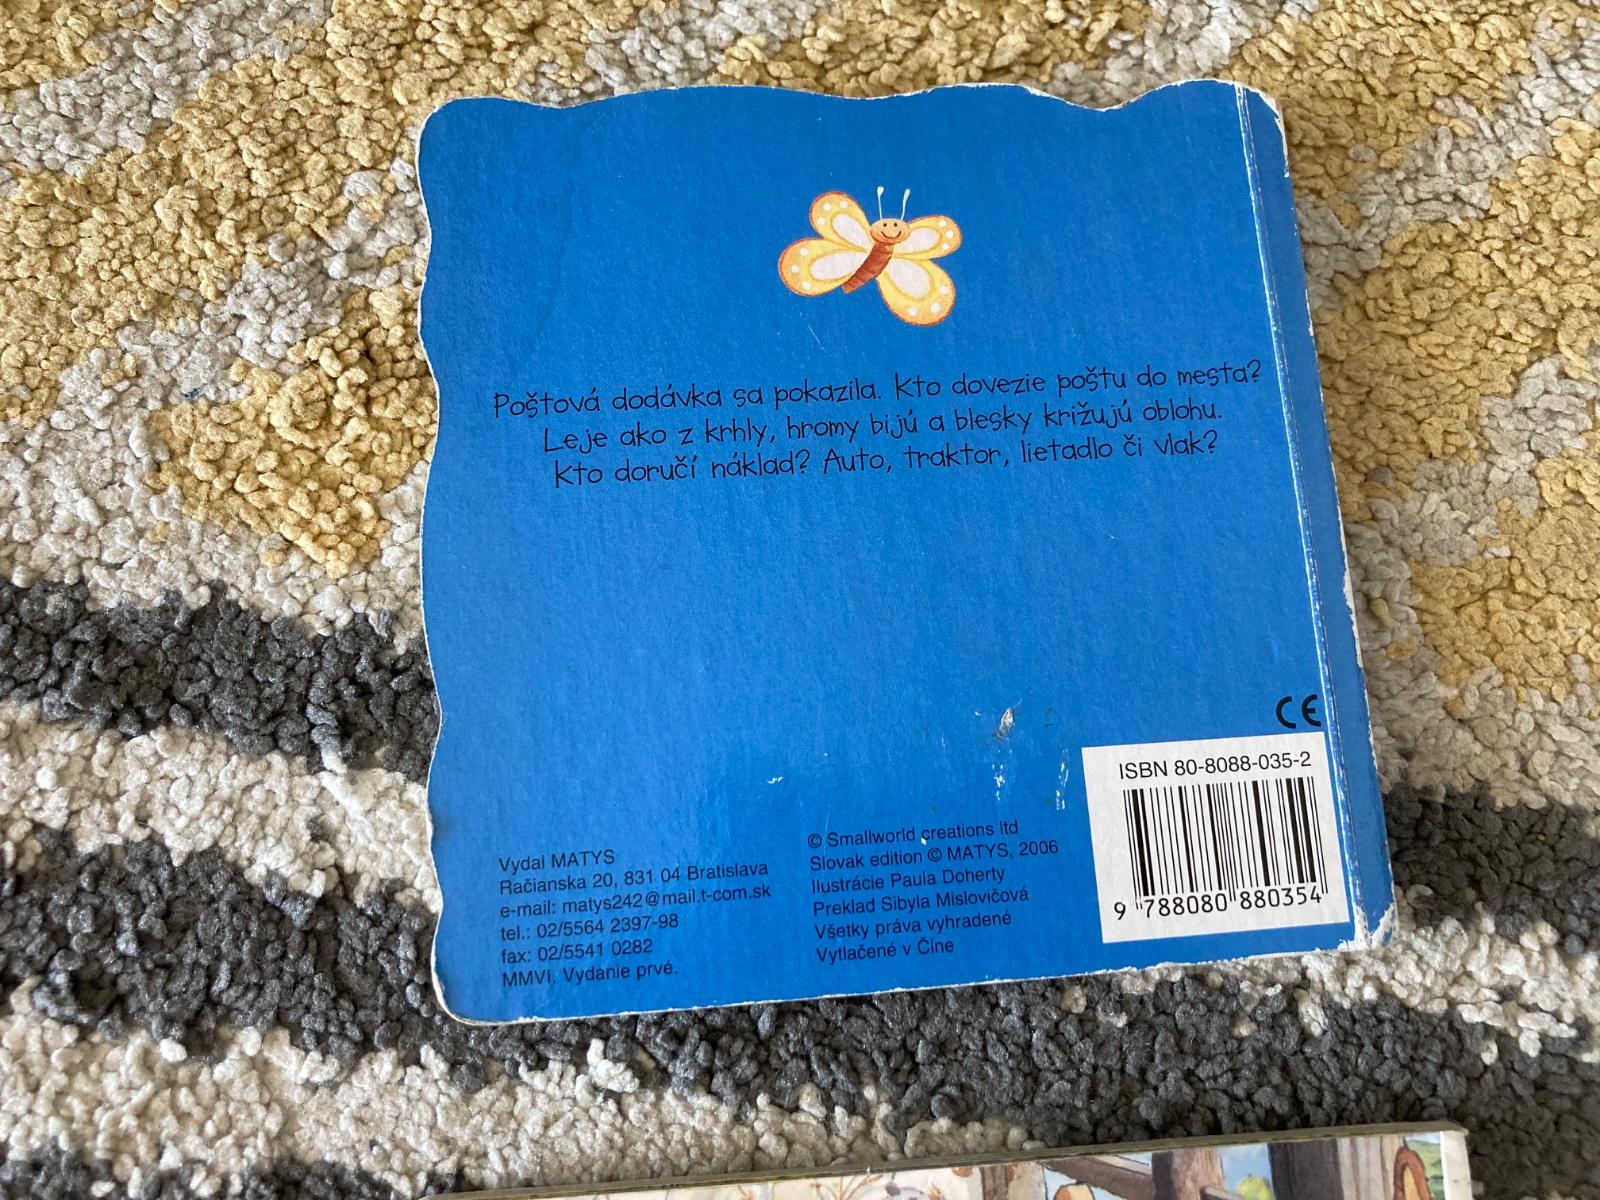 Poštová dodávka sa pokazila. Kto dovezie poštu do mesta?
Leje ako z krhly, hromy bijú a blesky križujú oblohu.
Kto doručí náklad? Auto, traktor, lietadlo či vlak?
CE
ISBN 80-8088-035-2
9 788080 880354
Vydal MATYS
Račianska 20, 831 04 Bratislava
e-mail: matys242@mail.t-com.sk
tel.: 02/5564 2397-98
fax: 02/5541 0282
MMVI. Vydanie prvé.
© Smallworld creations ltd
Slovak edition © MATYS, 2006
Ilustrácie Paula Doherty
Preklad Sibyla Mislovičová
Všetky práva vyhradené
Vytlačené v Číne